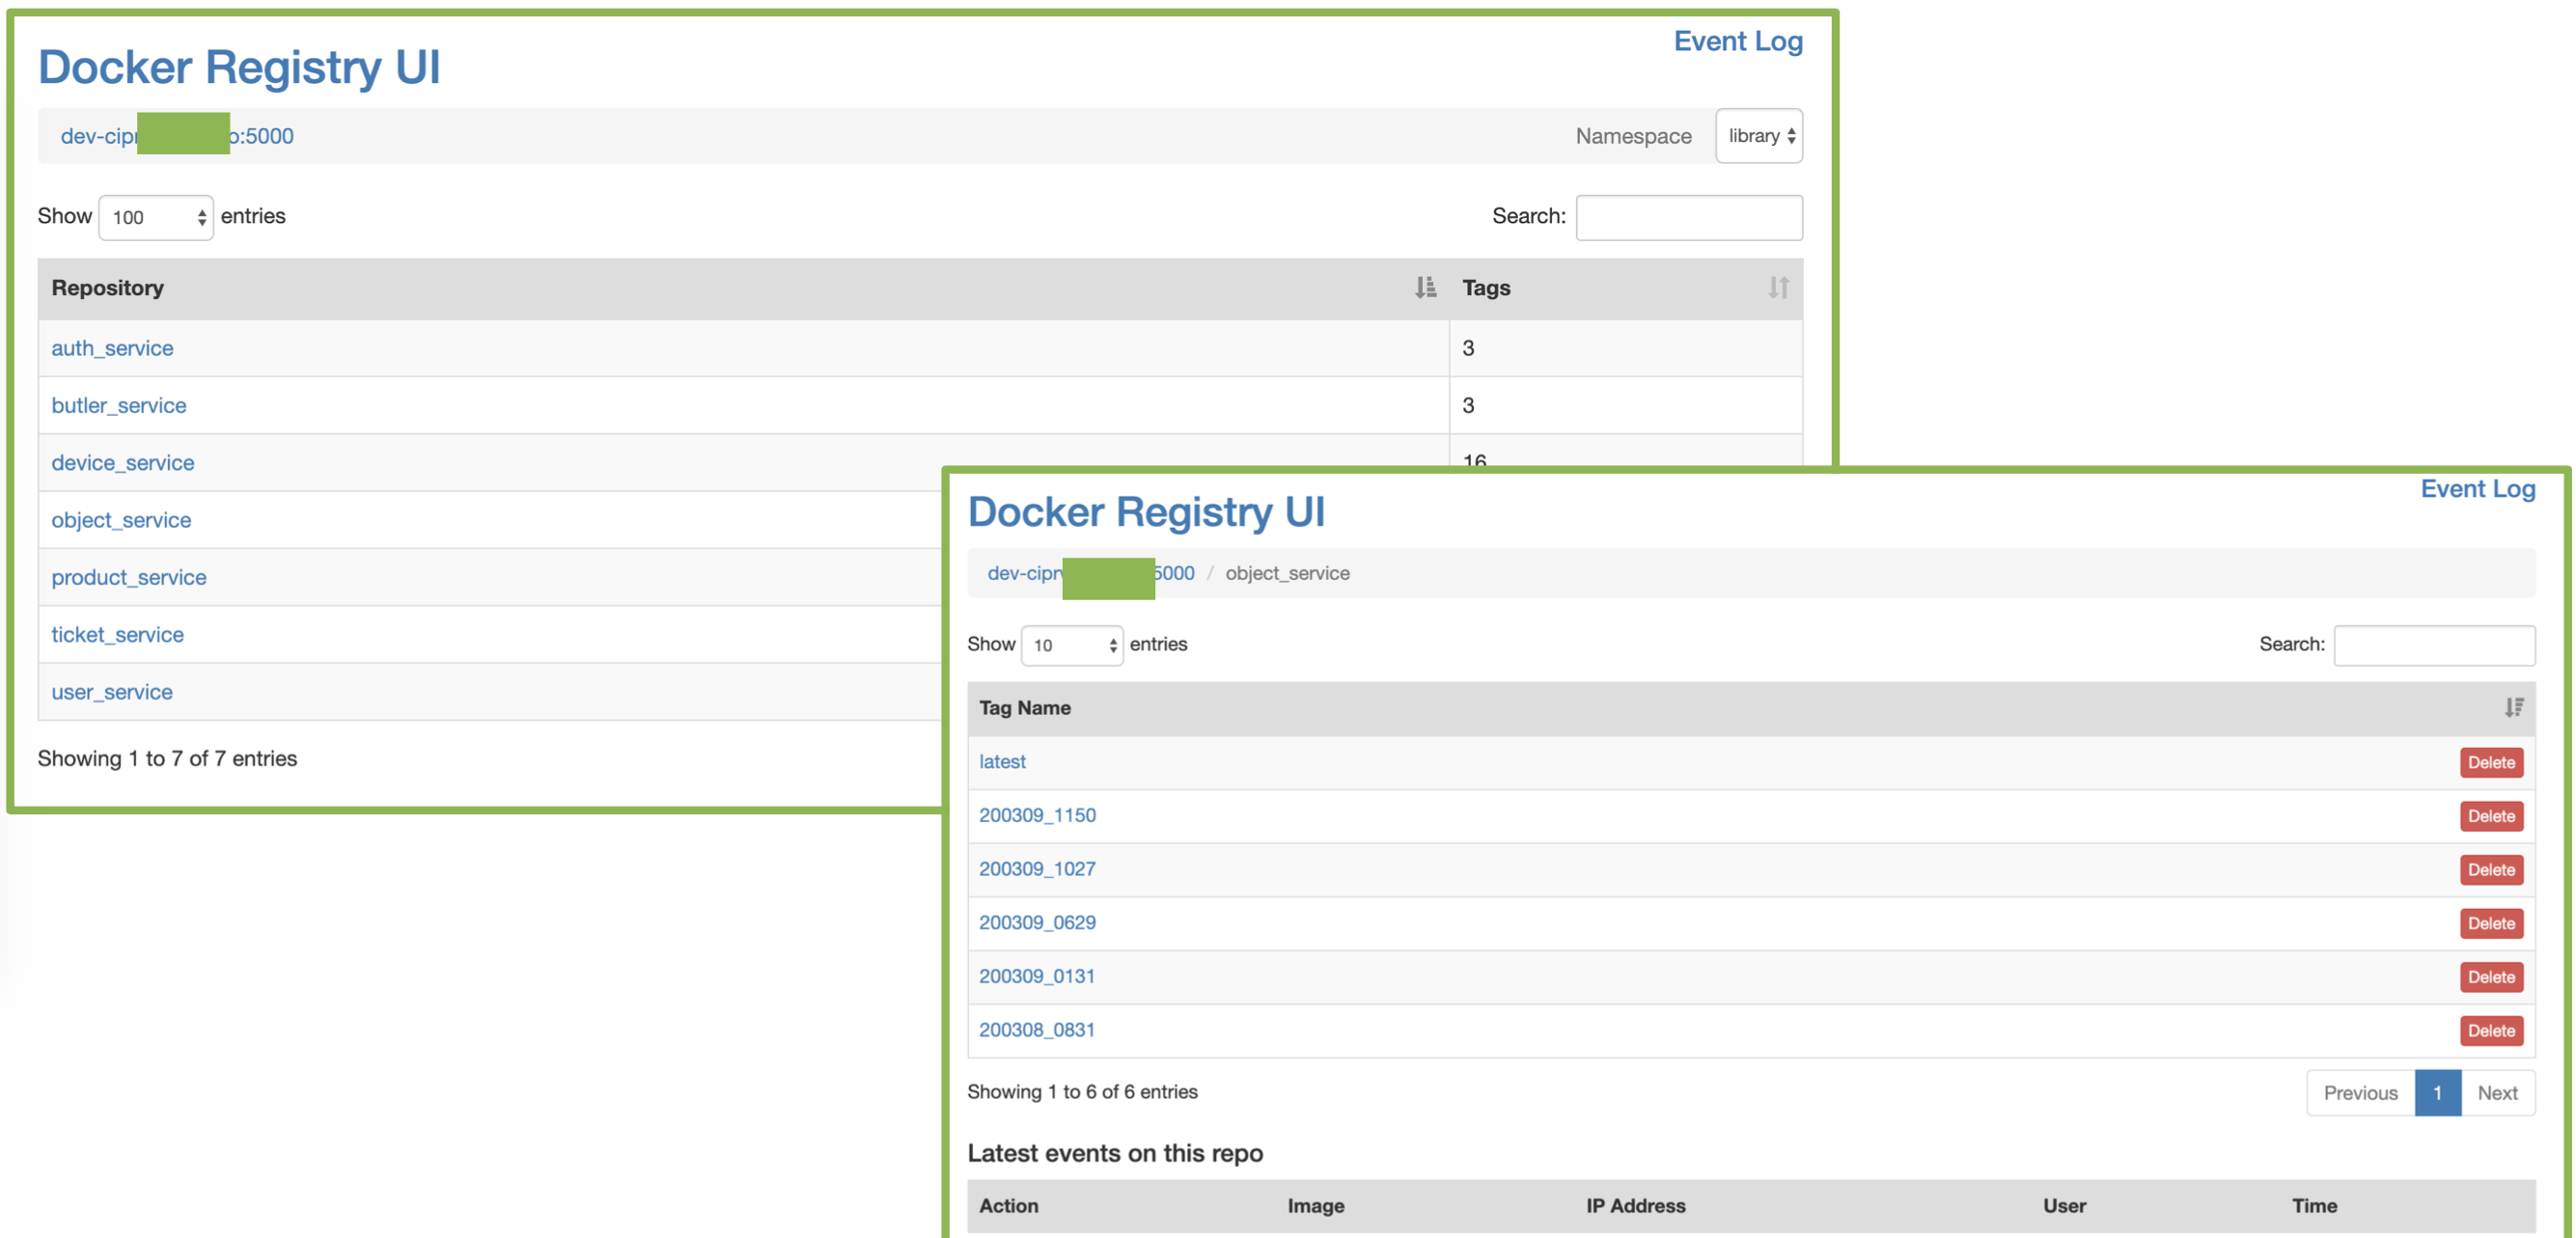 Docker Registry UI
Event Log
dev-cipr o:5000
Namespace library
Show 100 entries
Search:
Repository Tags
auth_service 3
butler_service 3
device_service 16
object_service
product_service
ticket_service
user_service
Showing 1 to 7 of 7 entries
Docker Registry UI
Event Log
dev-cipr 5000 / object_service
Show 10 entries
Search:
Tag Name
latest Delete
200309_1150 Delete
200309_1027 Delete
200309_0629 Delete
200309_0131 Delete
200308_0831 Delete
Showing 1 to 6 of 6 entries
Previous 1 Next
Latest events on this repo
Action Image IP Address User Time